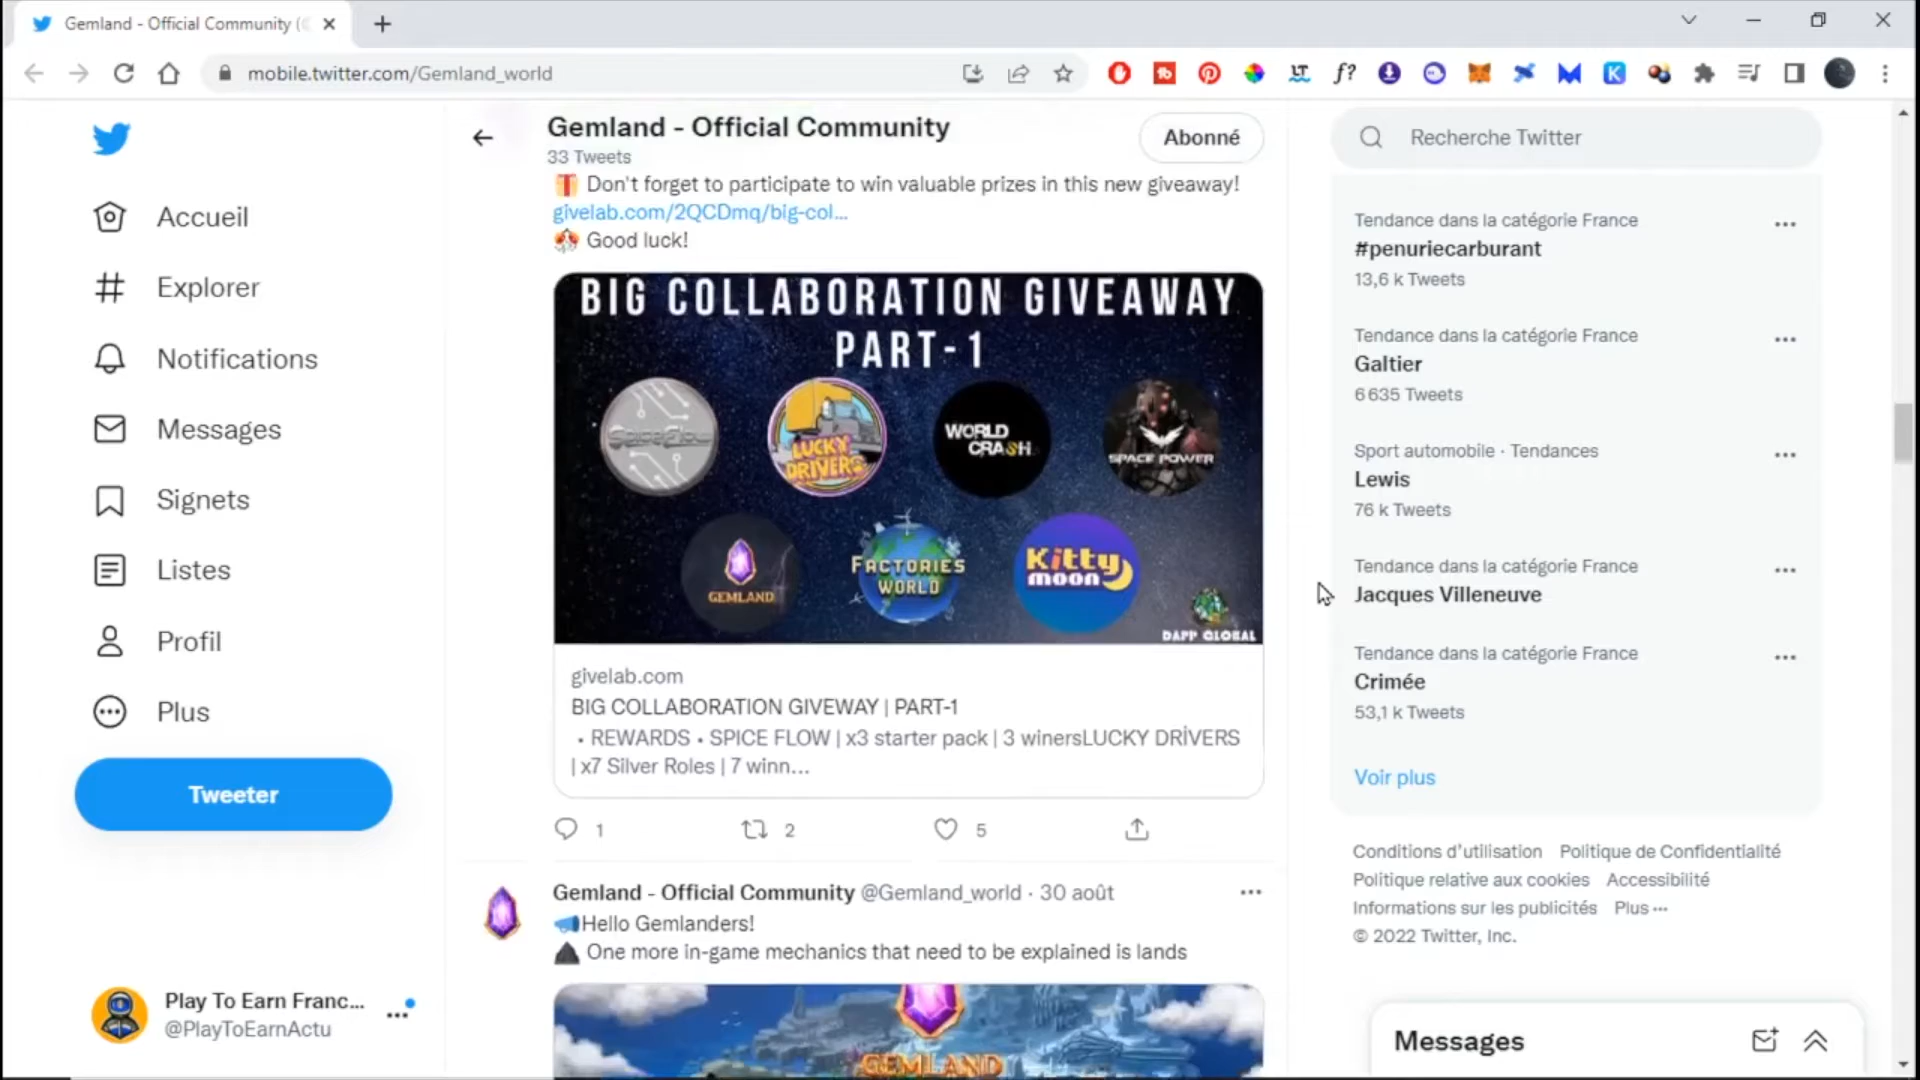 Gemland - Official Community (
mobile.twitter.com/Gemland_world
Accueil
Explorer
Notifications
Messages
Signets
Listes
Profil
Plus
Tweeter
Play To Earn Franc...
@PlayToEarnActu
Gemland - Official Community
33 Tweets
Abonné
Don't forget to participate to win valuable prizes in this new giveaway!
givelab.com/2QCDmq/big-col...
Good luck!
BIG COLLABORATION GIVEAWAY
PART-1
SpiceFlow
LUCKY
DRIVERS
WORLD
CRASH
SPACE POWER
GEMLAND
FACTORIES
WORLD
Kitty
moon
DAPP GLOBAL
givelab.com
BIG COLLABORATION GIVEWAY | PART-1
• REWARDS • SPICE FLOW | x3 starter pack | 3 winersLUCKY DRİVERS
| x7 Silver Roles | 7 winn...
1
2
5
Gemland - Official Community @Gemland_world · 30 août
Hello Gemlanders!
One more in-game mechanics that need to be explained is lands
GEMLAND
Recherche Twitter
Tendance dans la catégorie France
#penuriecarburant
13,6 k Tweets
Tendance dans la catégorie France
Galtier
6 635 Tweets
Sport automobile · Tendances
Lewis
76 k Tweets
Tendance dans la catégorie France
Jacques Villeneuve
Tendance dans la catégorie France
Crimée
53,1 k Tweets
Voir plus
Conditions d'utilisation Politique de Confidentialité
Politique relative aux cookies Accessibilité
Informations sur les publicités Plus ···
© 2022 Twitter, Inc.
Messages